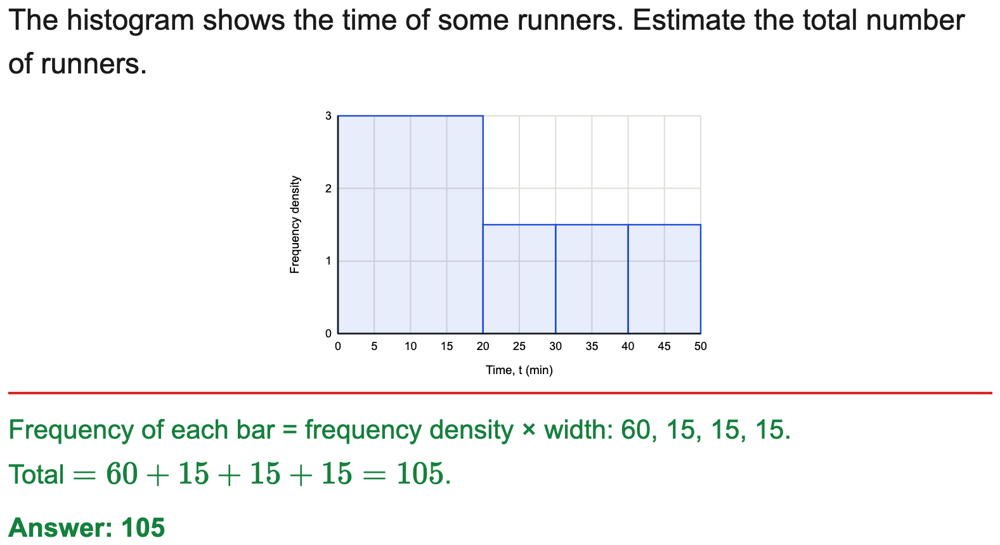 The histogram shows the time of some runners. Estimate the total number
of runners.
3
2
1
0
Frequency density
0 5 10 15 20 25 30 35 40 45 50
Time, t (min)
Frequency of each bar = frequency density × width: 60, 15, 15, 15.
Total = 60 + 15 + 15 + 15 = 105.
Answer: 105